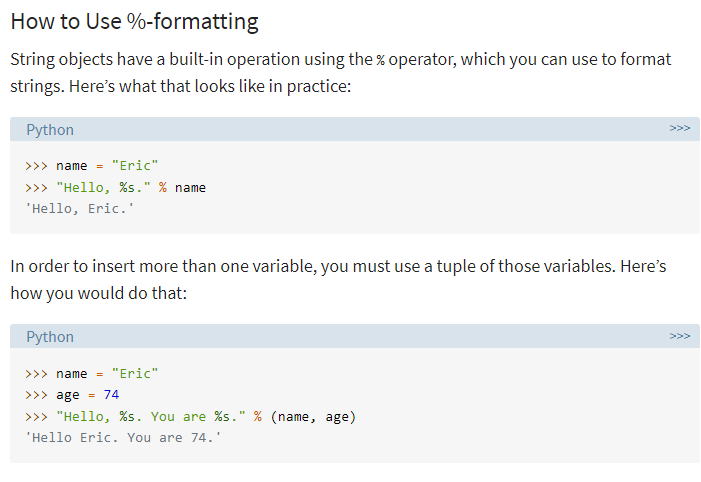 How to Use %-formatting
String objects have a built-in operation using the % operator, which you can use to format
strings. Here’s what that looks like in practice:
Python >>>
>>> name = "Eric"
>>> "Hello, %s." % name
'Hello, Eric.'
In order to insert more than one variable, you must use a tuple of those variables. Here’s
how you would do that:
Python >>>
>>> name = "Eric"
>>> age = 74
>>> "Hello, %s. You are %s." % (name, age)
'Hello Eric. You are 74.'